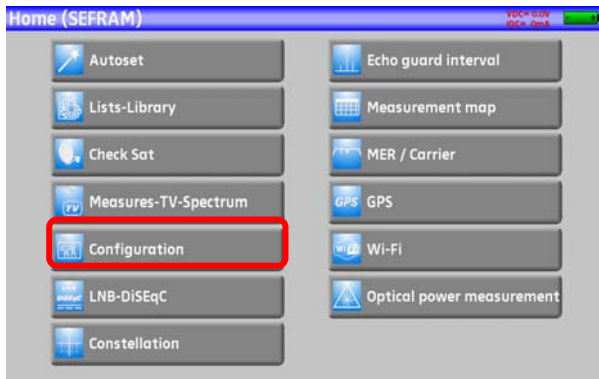 Home (SEFRAM)
VDC= 0.0V
IDC= 0mA
Autoset
Lists-Library
Check Sat
TV
Measures-TV-Spectrum
Configuration
LNB-DiSEqC
Constellation
Echo guard interval
Measurement map
MER / Carrier
GPS GPS
Wi-Fi Wi-Fi
Optical power measurement